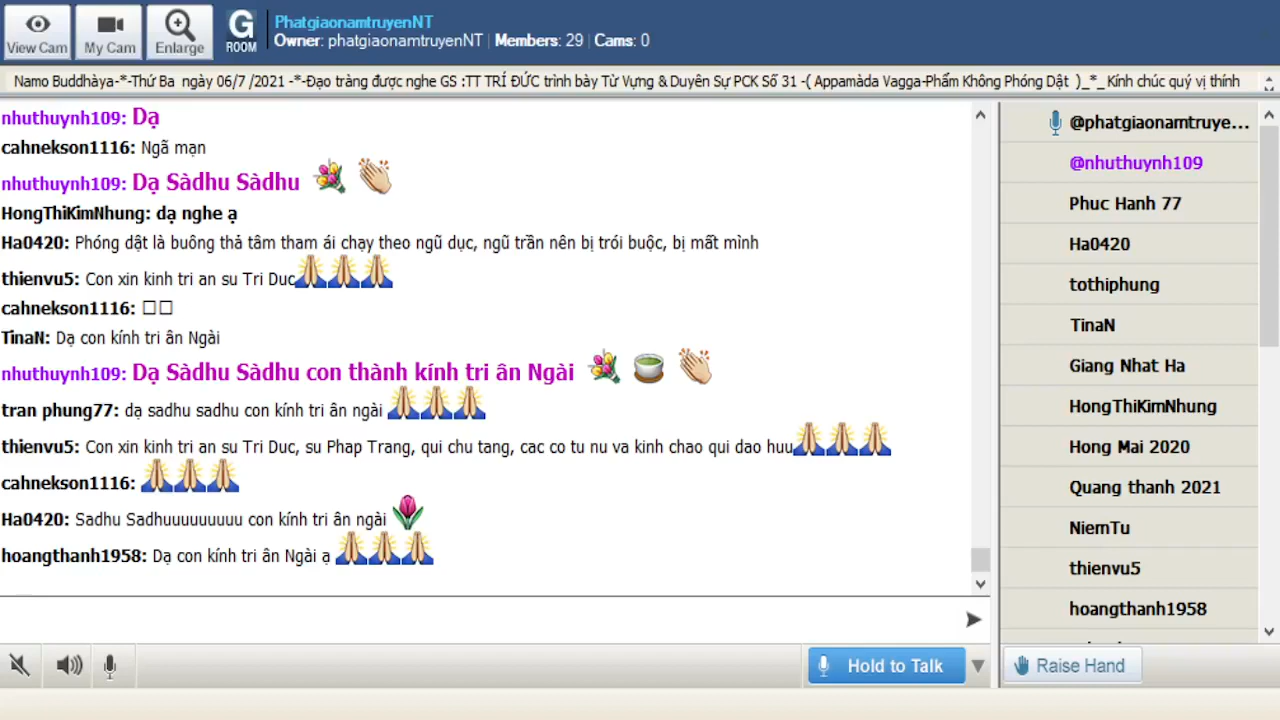 View Cam
My Cam
Enlarge
G
ROOM
PhatgiaonamtruyenNT
Owner: phatgiaonamtruyenNT | Members: 29 | Cams: 0
Namo Buddhàya-*-Thứ Ba ngày 06/7 /2021 -*-Đạo tràng được nghe GS :TT TRÍ ĐỨC trình bày Từ Vựng & Duyên Sự PCK Số 31 -( Appamàda Vagga-Phẩm Không Phóng Dật )_*_ Kính chúc quý vị thính
nhuthuynh109: Dạ
cahnekson1116: Ngã mạn
nhuthuynh109: Dạ Sàdhu Sàdhu
HongThiKimNhung: dạ nghe ạ
Ha0420: Phóng dật là buông thả tâm tham ái chạy theo ngũ dục, ngũ trần nên bị trói buộc, bị mất mình
thienvu5: Con xin kinh tri an su Tri Duc
cahnekson1116:
TinaN: Dạ con kính tri ân Ngài
nhuthuynh109: Dạ Sàdhu Sàdhu con thành kính tri ân Ngài
tran phung77: dạ sadhu sadhu con kính tri ân ngài
thienvu5: Con xin kinh tri an su Tri Duc, su Phap Trang, qui chu tang, cac co tu nu va kinh chao qui dao huu
cahnekson1116:
Ha0420: Sadhu Sadhuuuuuuuuu con kính tri ân ngài
hoangthanh1958: Dạ con kính tri ân Ngài ạ
@phatgiaonamtruye...
@nhuthuynh109
Phuc Hanh 77
Ha0420
tothiphung
TinaN
Giang Nhat Ha
HongThiKimNhung
Hong Mai 2020
Quang thanh 2021
NiemTu
thienvu5
hoangthanh1958
Hold to Talk
Raise Hand